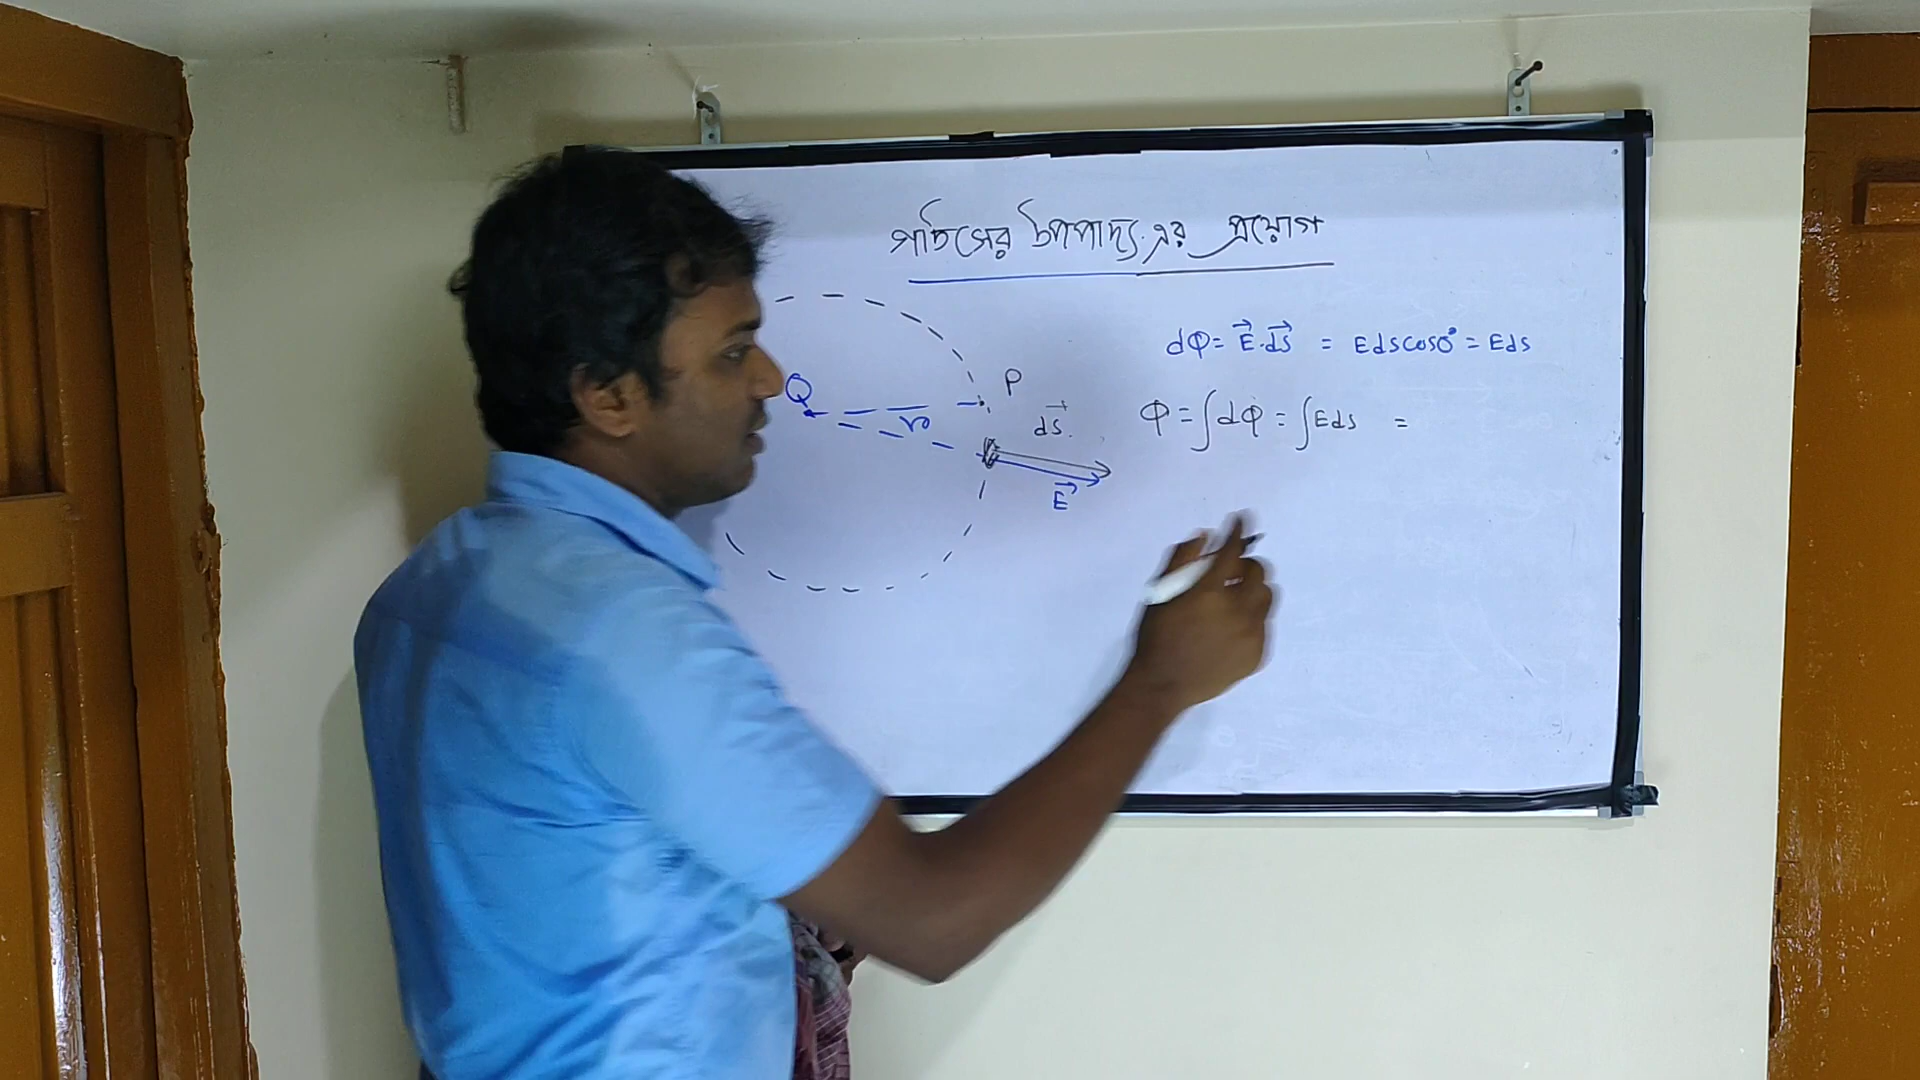 গাউসের উপপাদ্য এর প্রয়োগ
dΦ = E⃗.dS⃗ = Edscos0° = Eds
Q
P
r
ds⃗
Φ = ∫dΦ = ∫Eds =
E⃗